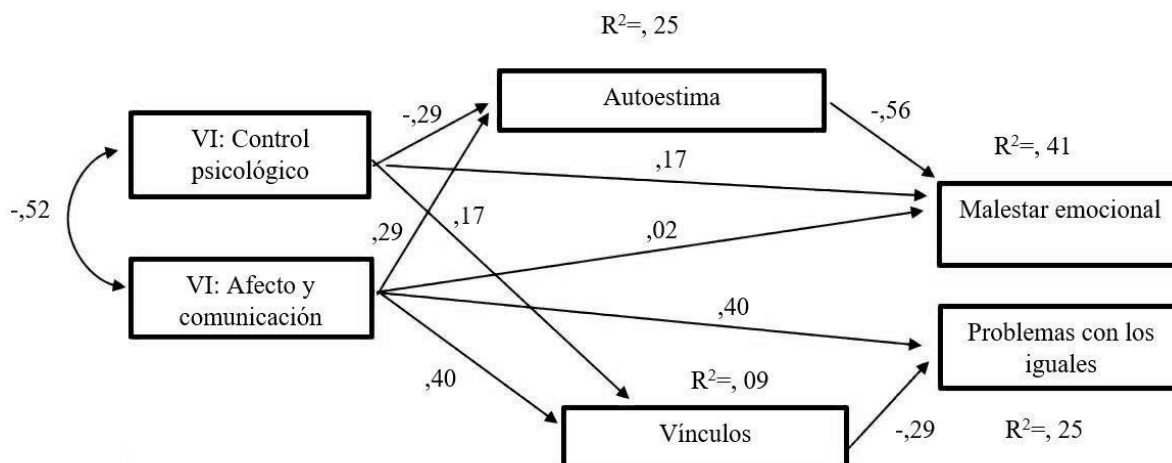 R²=, 25
Autoestima
-,29
-,56
VI: Control
psicológico
,17
R²=, 41
Malestar emocional
-,52
,29
,17
,02
VI: Afecto y
comunicación
,40
Problemas con los
iguales
,40
R²=, 09
Vínculos
-,29
R²=, 25